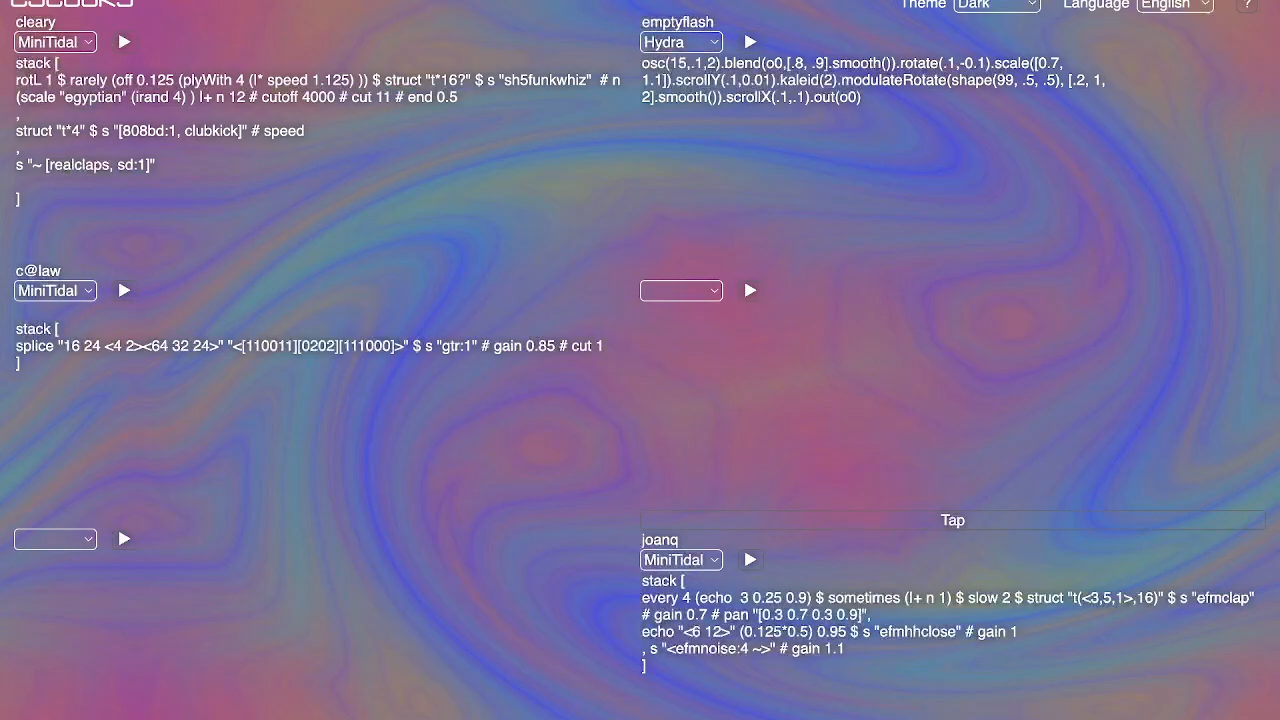 Theme Dark Language English ?
cleary
MiniTidal
stack [
rotL 1 $ rarely (off 0.125 (plyWith 4 (|* speed 1.125) )) $ struct "t*16?" $ s "sh5funkwhiz"  # n
(scale "egyptian" (irand 4) ) |+ n 12 # cutoff 4000 # cut 11 # end 0.5
,
struct "t*4" $ s "[808bd:1, clubkick]" # speed
,
s "~ [realclaps, sd:1]"
]
emptyflash
Hydra
osc(15,.1,2).blend(o0,[.8, .9].smooth()).rotate(.1,-0.1).scale([0.7,
1.1]).scrollY(.1,0.01).kaleid(2).modulateRotate(shape(99, .5, .5), [.2, 1,
2].smooth()).scrollX(.1,.1).out(o0)
c@law
MiniTidal
stack [
splice "16 24 <4 2><64 32 24>" "<[110011][0202][111000]>" $ s "gtr:1" # gain 0.85 # cut 1
]
Tap
joanq
MiniTidal
stack [
every 4 (echo  3 0.25 0.9) $ sometimes (|+ n 1) $ slow 2 $ struct "t(<3,5,1>,16)" $ s "efmclap"
# gain 0.7 # pan "[0.3 0.7 0.3 0.9]",
echo "<6 12>" (0.125*0.5) 0.95 $ s "efmhhclose" # gain 1
, s "<efmnoise:4 ~>" # gain 1.1
]